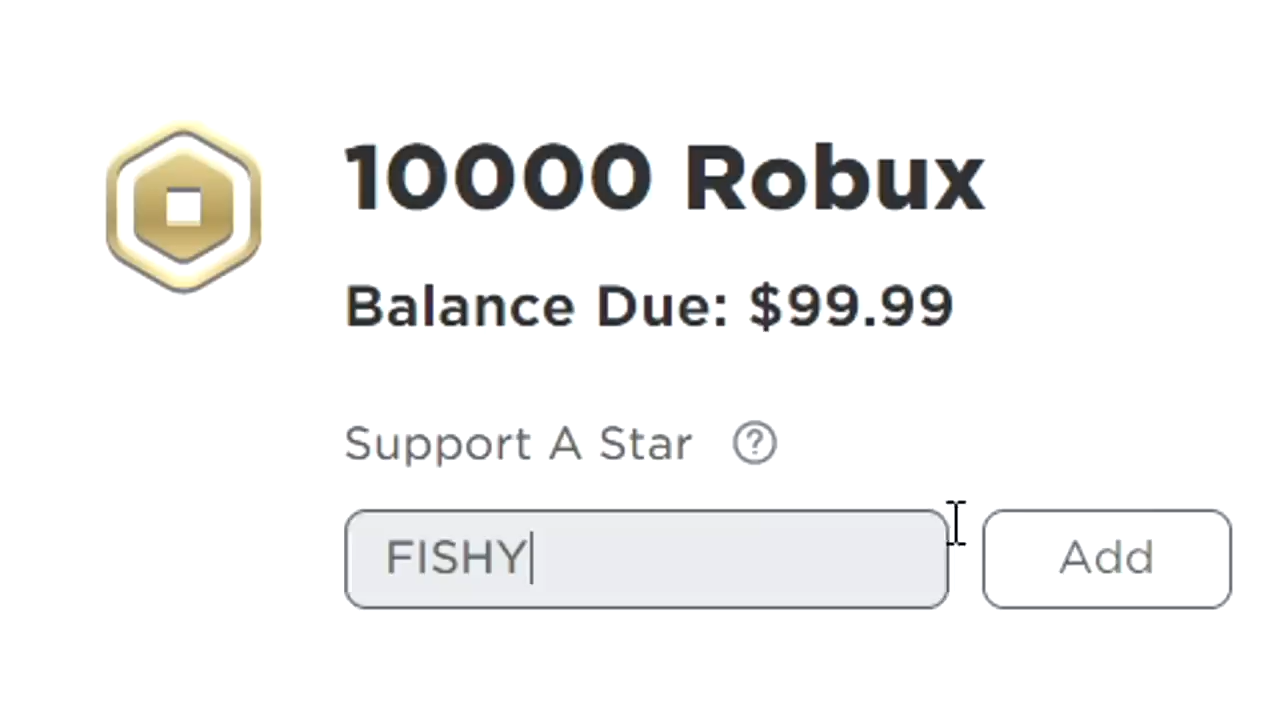 10000 Robux
Balance Due: $99.99
Support A Star ?
FISHY
Add